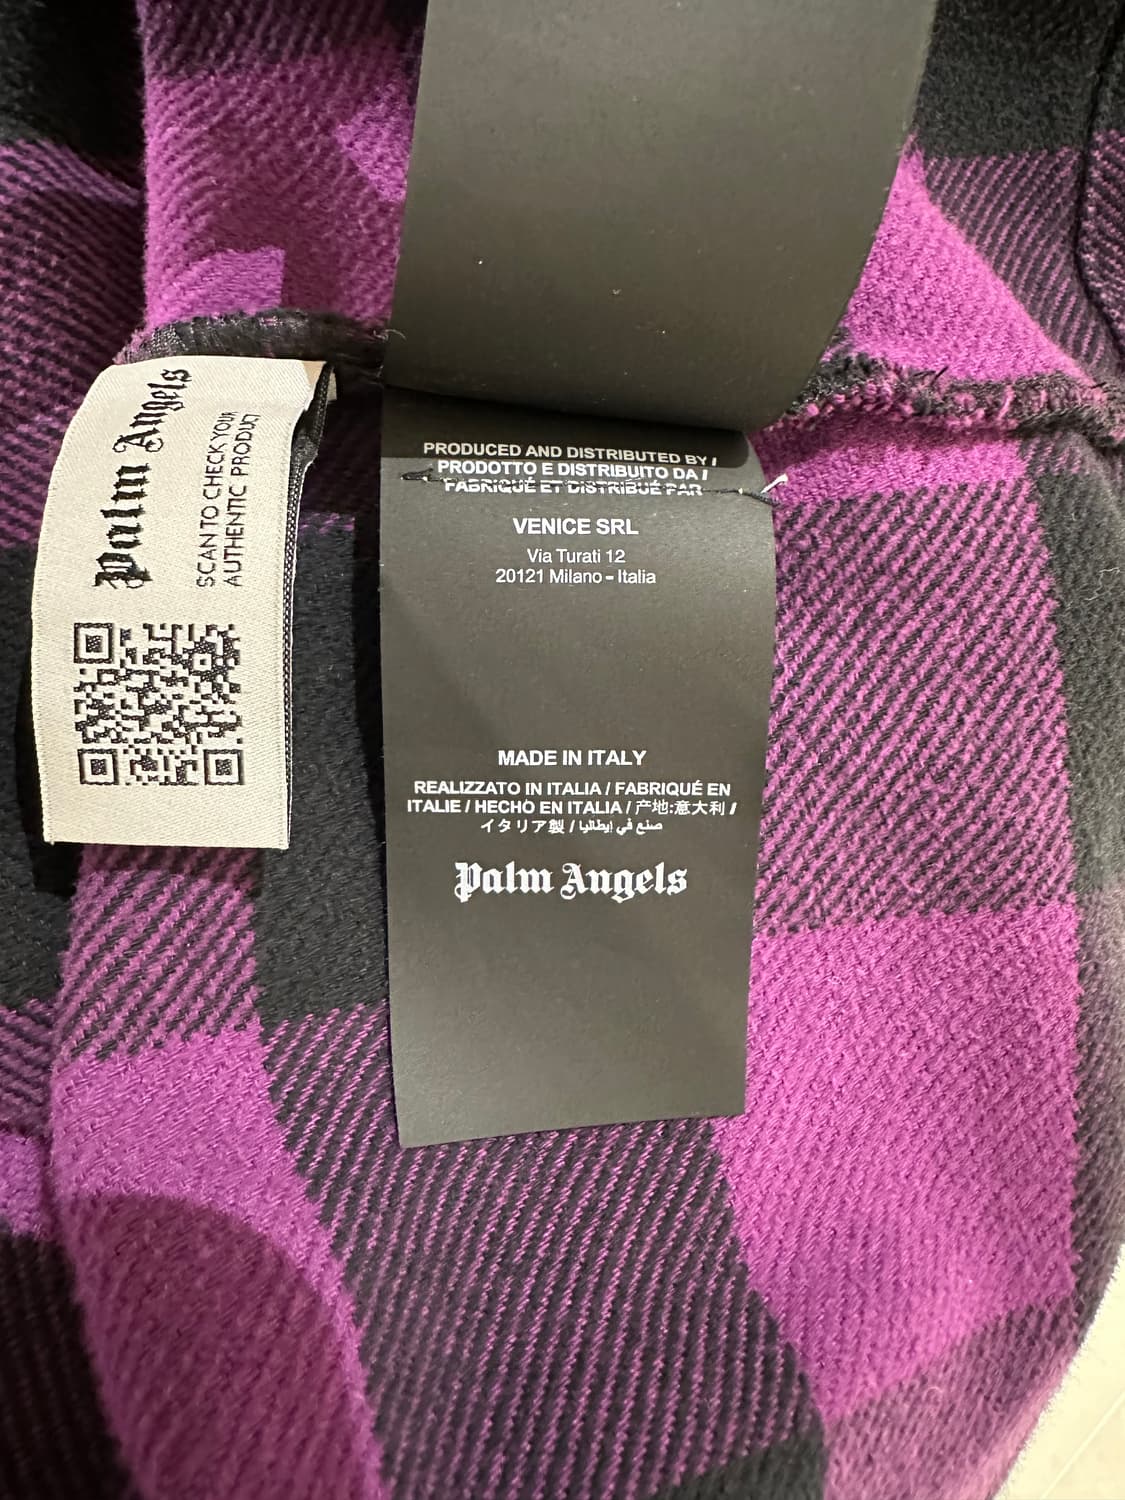 Palm Angels
SCAN TO CHECK YOUR
AUTHENTIC PRODUCT
PRODUCED AND DISTRIBUTED BY /
PRODOTTO E DISTRIBUITO DA /
FABRIQUÉ ET DISTRIBUÉ PAR
VENICE SRL
Via Turati 12
20121 Milano - Italia
MADE IN ITALY
REALIZZATO IN ITALIA / FABRIQUÉ EN
ITALIE / HECHO EN ITALIA / 产地:意大利 /
イタリア製 / صنع في إيطاليا
Palm Angels